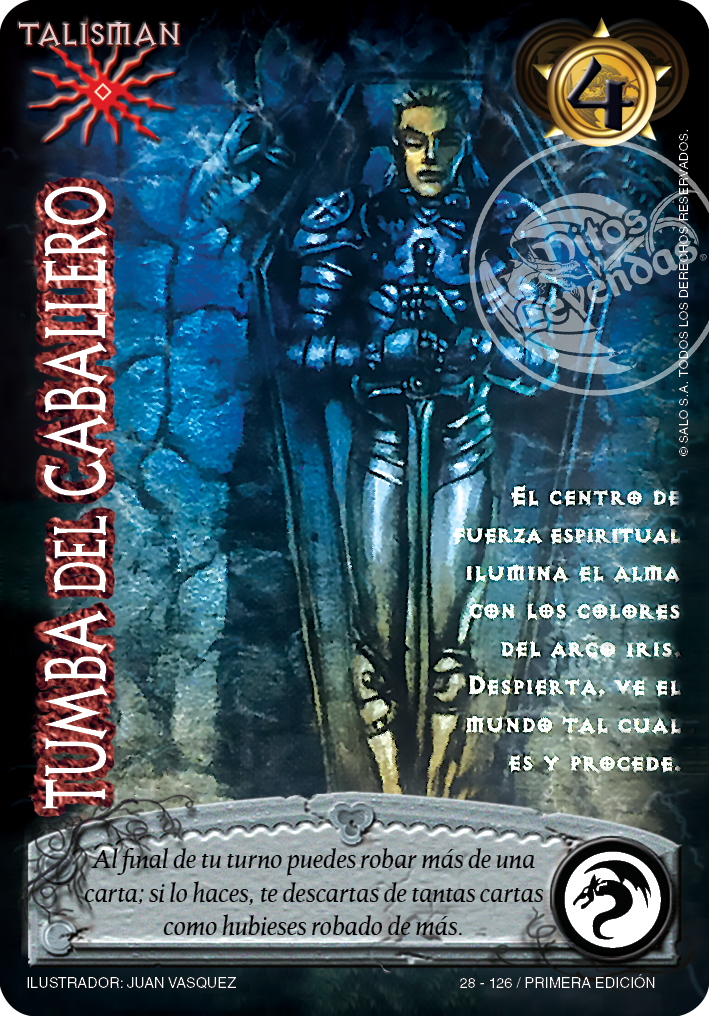 TALISMAN
4
TUMBA DEL CABALLERO
Mitos
Leyendas
®
© SALO S.A. TODOS LOS DERECHOS RESERVADOS.
El centro de
fuerza espiritual
ilumina el alma
con los colores
del arco iris.
Despierta, ve el
mundo tal cual
es y procede.
Al final de tu turno puedes robar más de una
carta; si lo haces, te descartas de tantas cartas
como hubieses robado de más.
ILUSTRADOR: JUAN VASQUEZ
28 - 126 / PRIMERA EDICIÓN